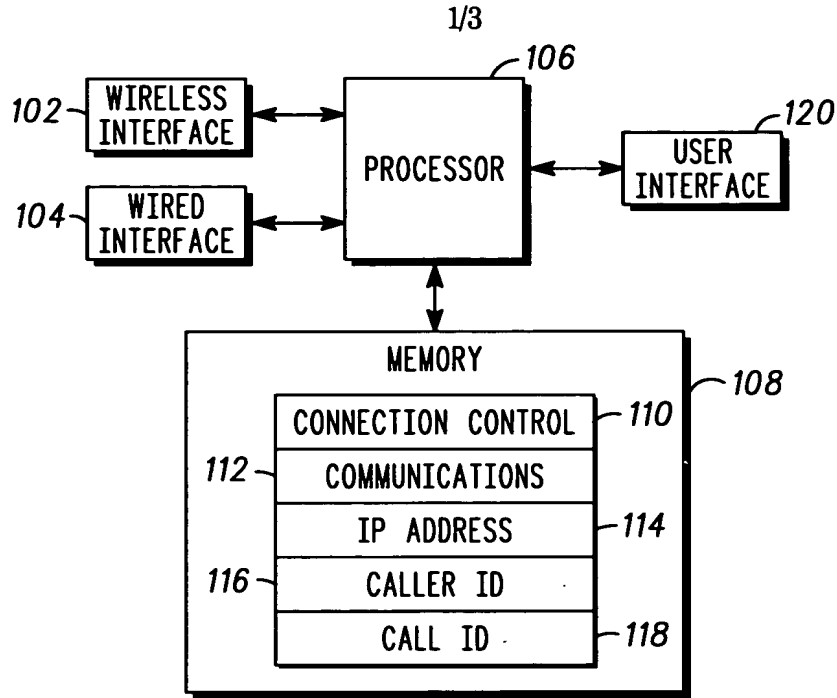 1/3
106
102
WIRELESS
INTERFACE
PROCESSOR
120
USER
INTERFACE
104
WIRED
INTERFACE
MEMORY
108
CONNECTION CONTROL
110
112
COMMUNICATIONS
IP ADDRESS
114
116
CALLER ID
CALL ID
118